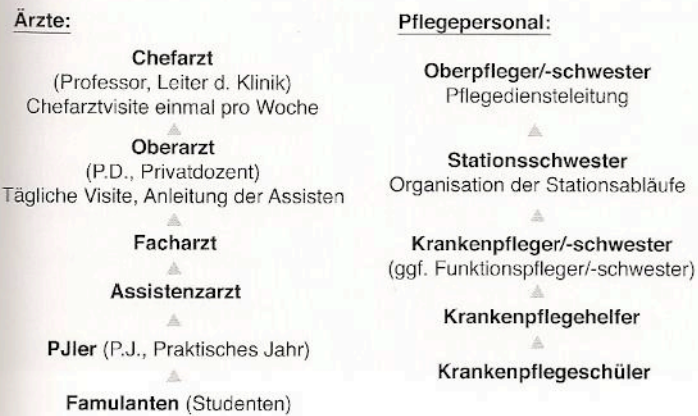 Ärzte:
Chefarzt
(Professor, Leiter d. Klinik)
Chefarztvisite einmal pro Woche
Oberarzt
(P.D., Privatdozent)
Tägliche Visite, Anleitung der Assisten
Facharzt
Assistenzarzt
PJler (P.J., Praktisches Jahr)
Famulanten (Studenten)
Pflegepersonal:
Oberpfleger/-schwester
Pflegediensteleitung
Stationsschwester
Organisation der Stationsabläufe
Krankenpfleger/-schwester
(ggf. Funktionspfleger/-schwester)
Krankenpflegehelfer
Krankenpflegeschüler